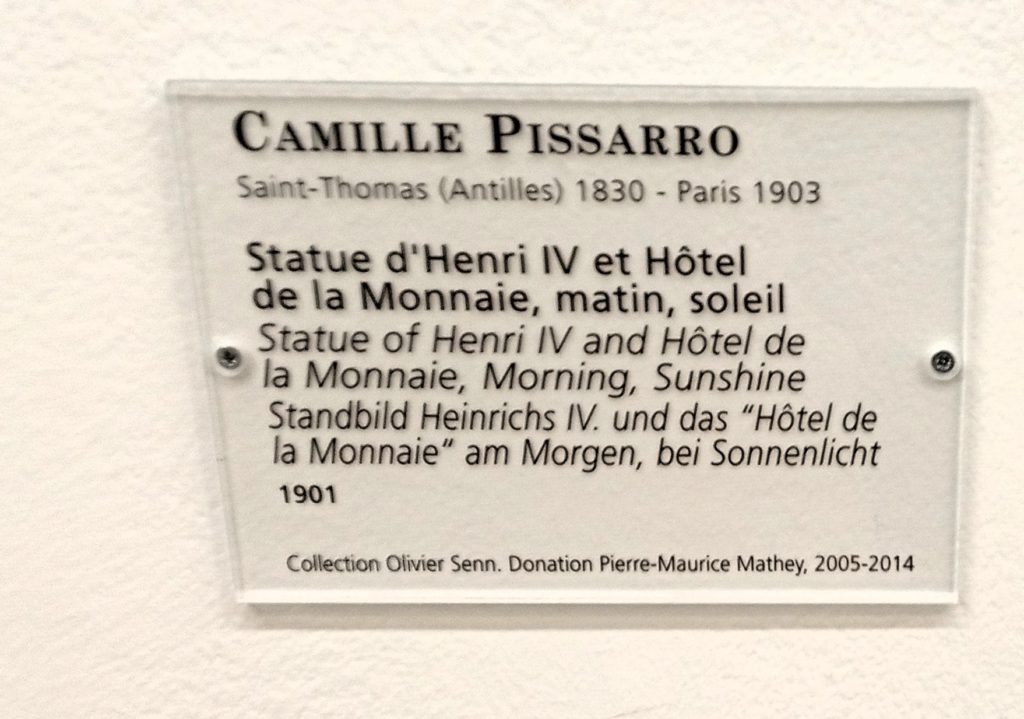 CAMILLE PISSARRO
Saint-Thomas (Antilles) 1830 - Paris 1903
Statue d'Henri IV et Hôtel
de la Monnaie, matin, soleil
Statue of Henri IV and Hôtel de
la Monnaie, Morning, Sunshine
Standbild Heinrichs IV. und das “Hôtel de
la Monnaie“ am Morgen, bei Sonnenlicht
1901
Collection Olivier Senn. Donation Pierre-Maurice Mathey, 2005-2014